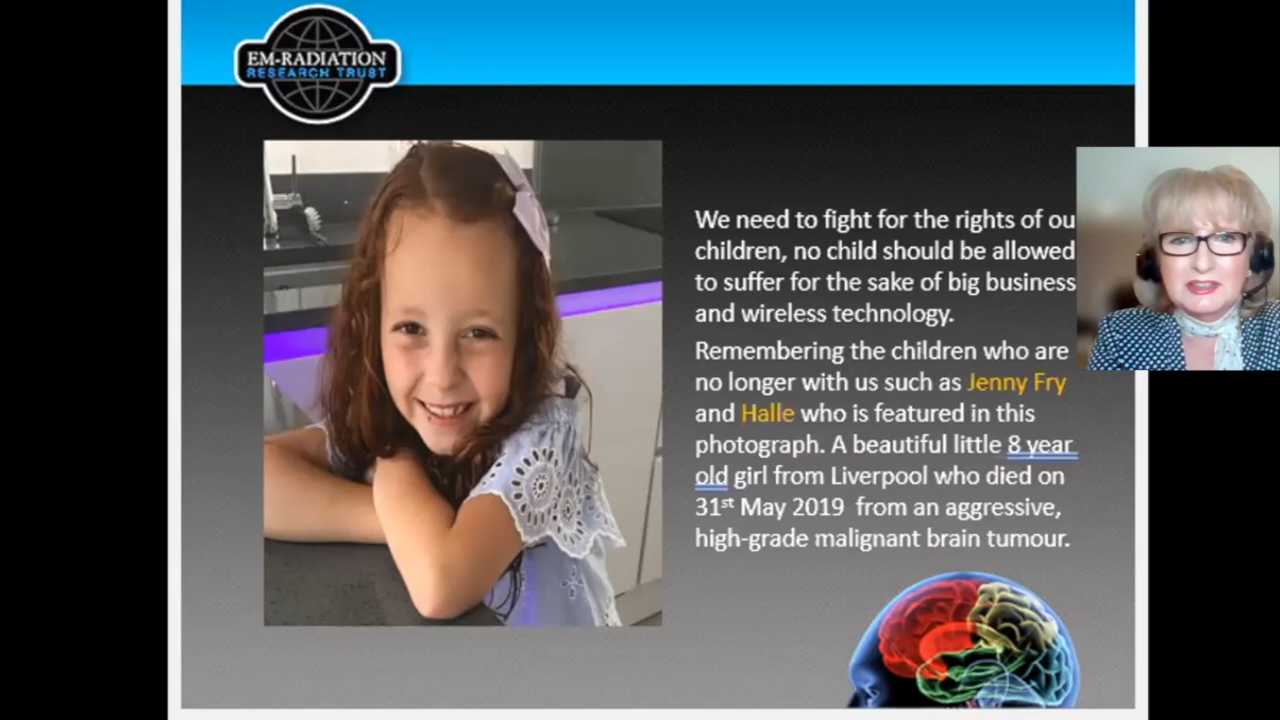 EM-RADIATION
RESEARCH TRUST
We need to fight for the rights of ou
children, no child should be allowed
to suffer for the sake of big business
and wireless technology.
Remembering the children who are
no longer with us such as Jenny Fry
and Halle who is featured in this
photograph. A beautiful little 8 year
old girl from Liverpool who died on
31st May 2019 from an aggressive,
high-grade malignant brain tumour.